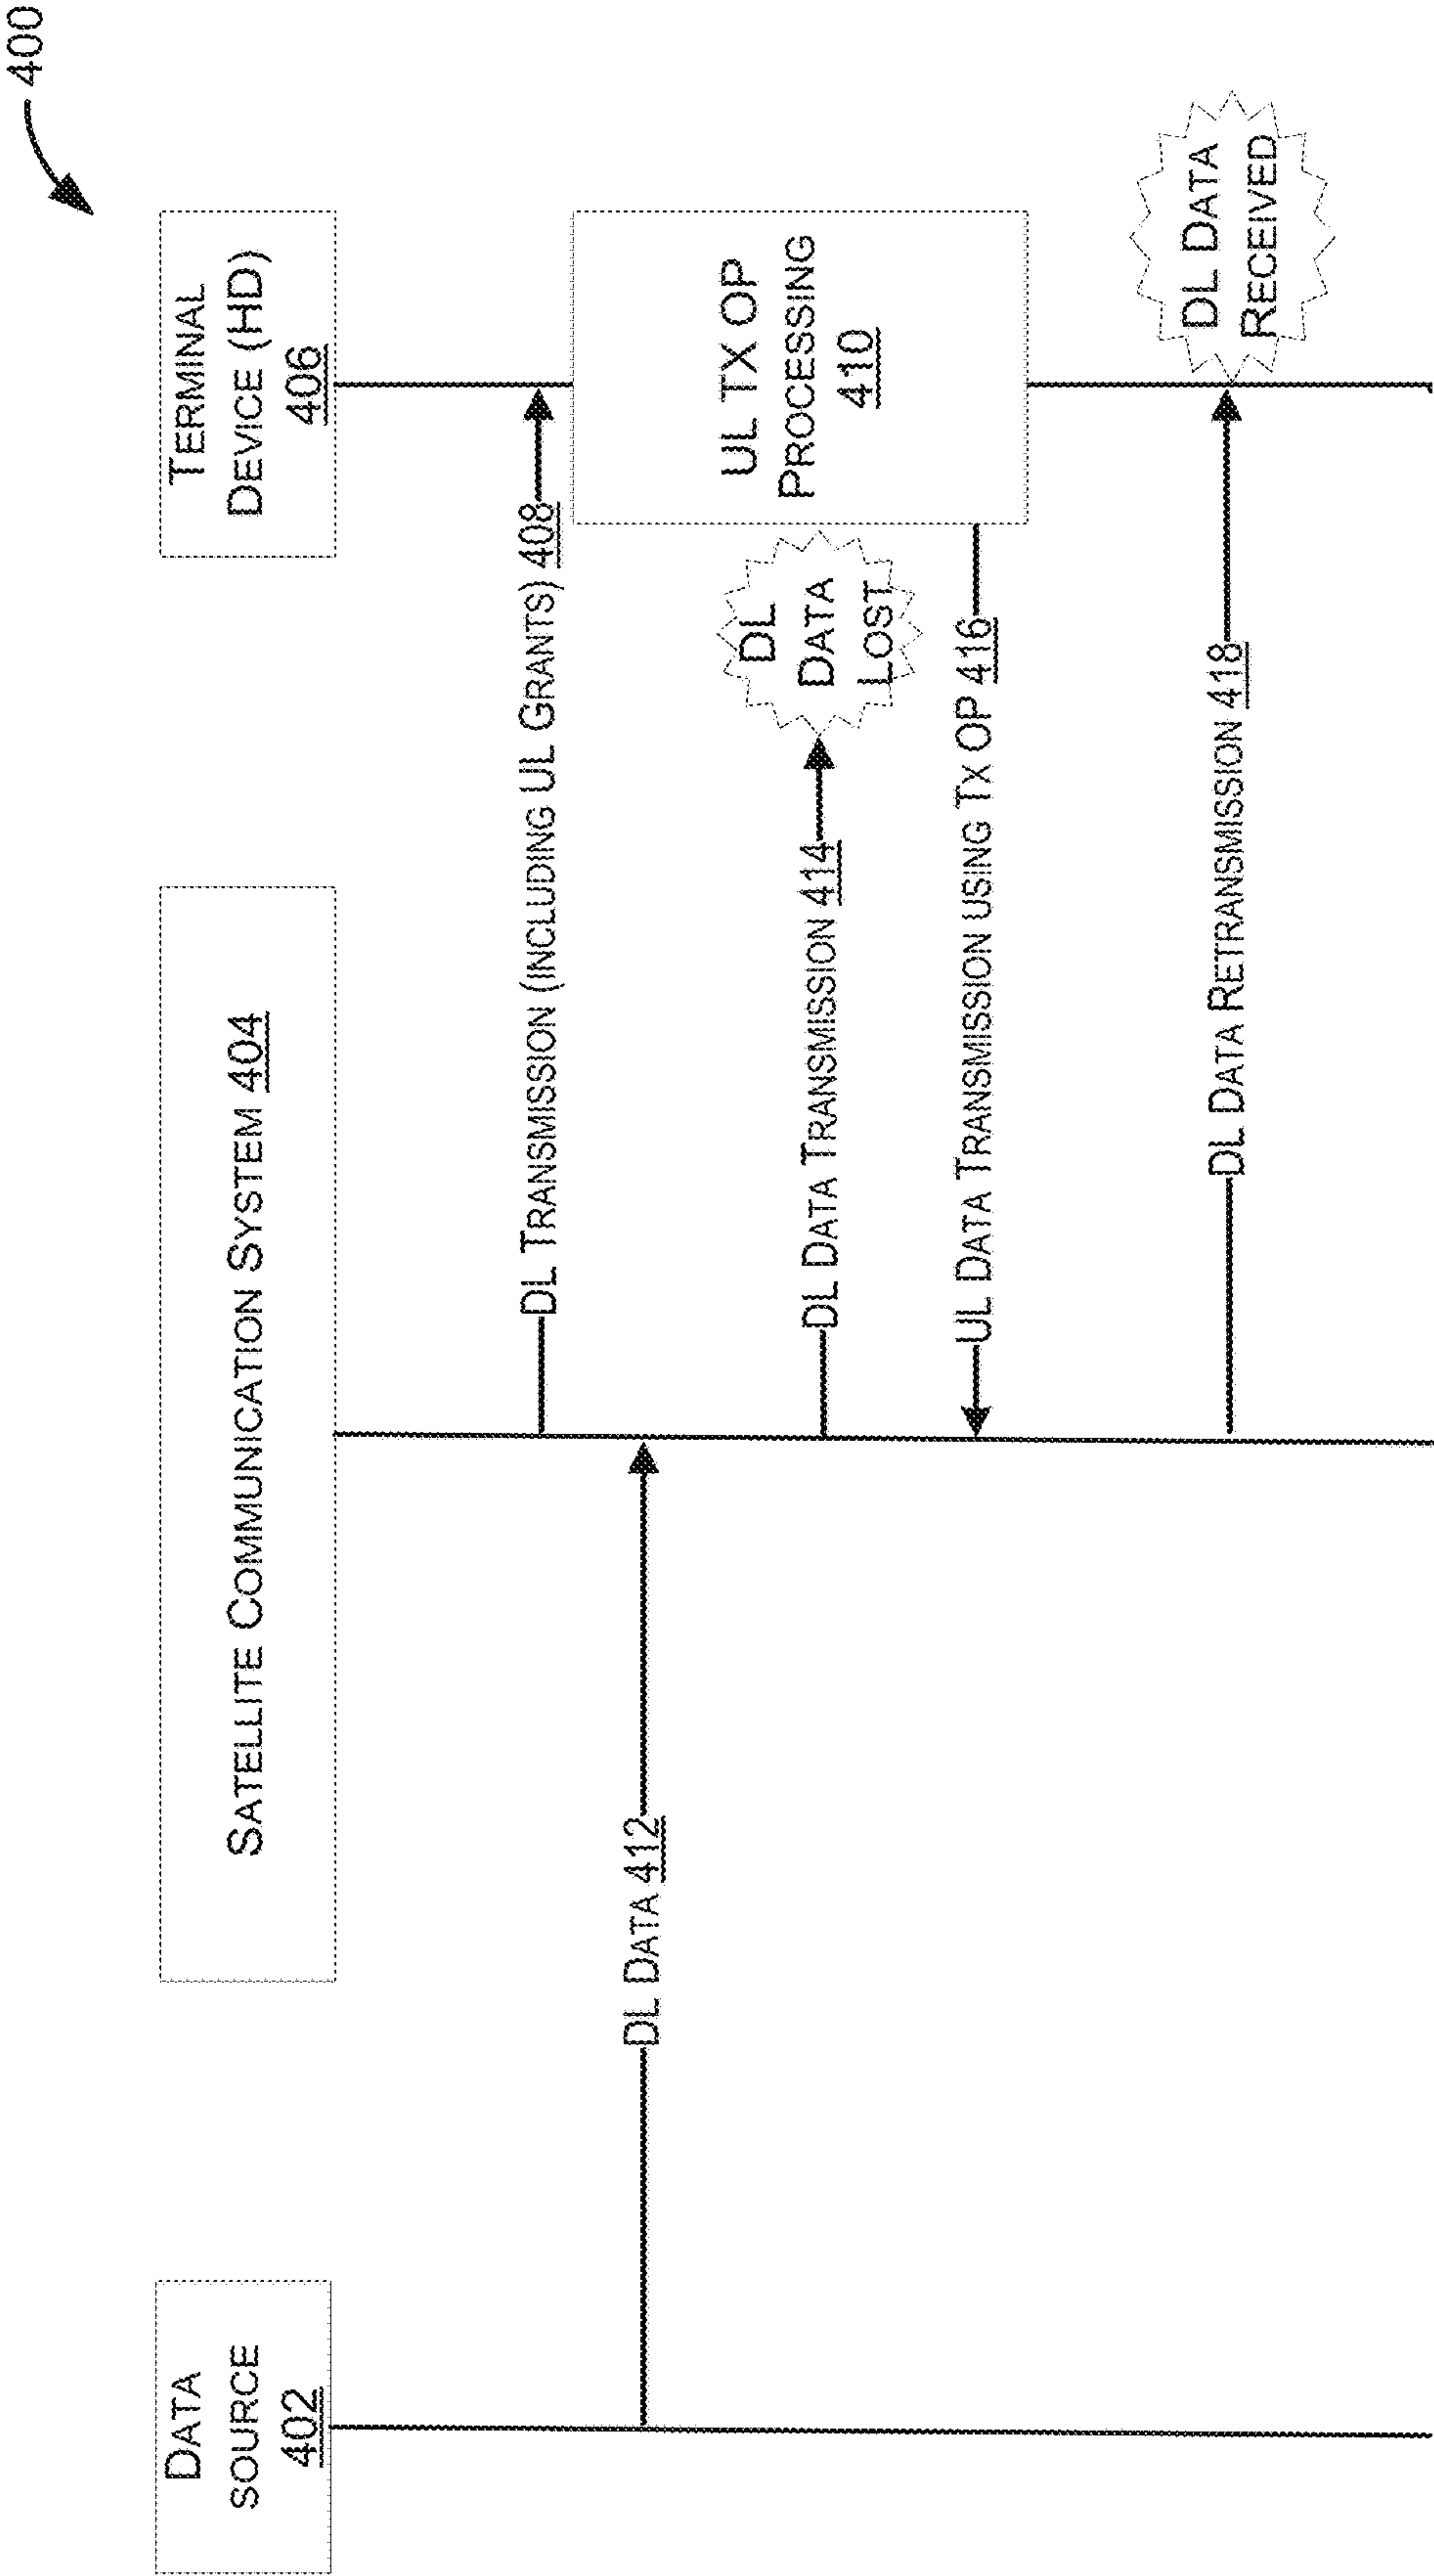 400
DATA
SOURCE
402
SATELLITE COMMUNICATION SYSTEM 404
TERMINAL
DEVICE (HD)
406
DL TRANSMISSION (INCLUDING UL GRANTS) 408
DL DATA 412
UL TX OP
PROCESSING
410
DL DATA TRANSMISSION 414
DL
DATA
LOST
UL DATA TRANSMISSION USING TX OP 416
DL DATA RETRANSMISSION 418
DL DATA
RECEIVED